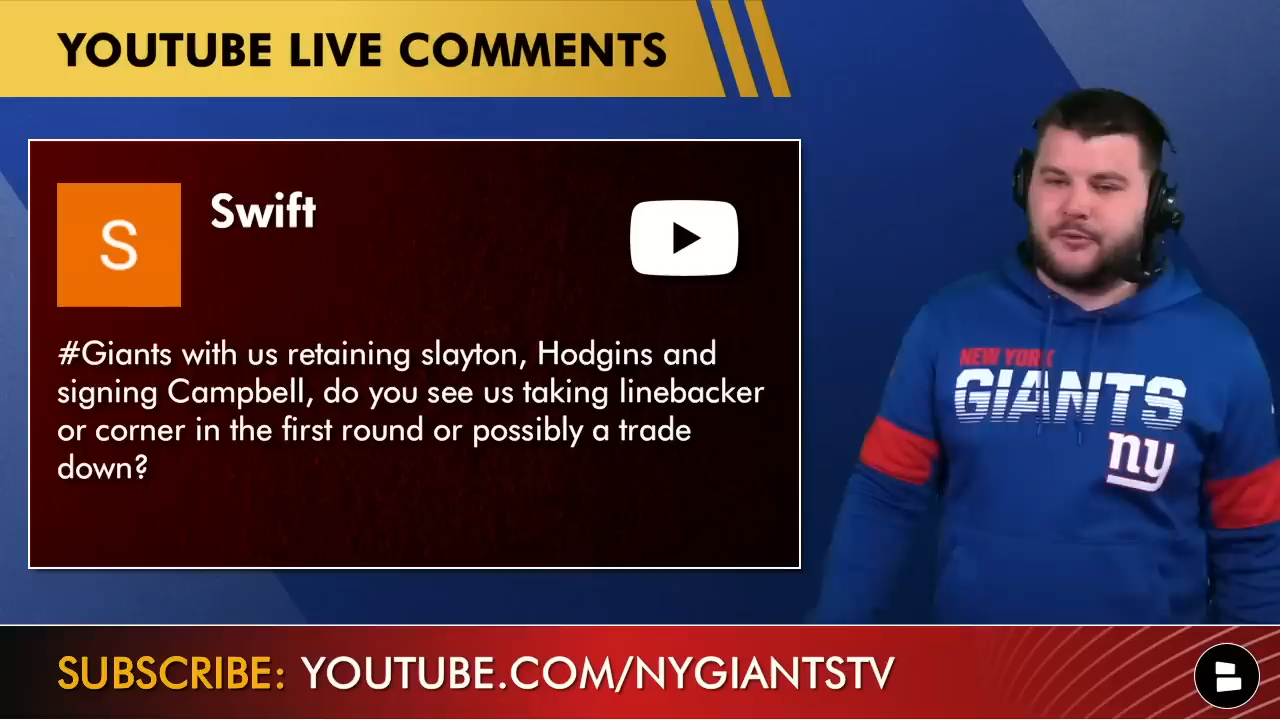 YOUTUBE LIVE COMMENTS
S
Swift
#Giants with us retaining slayton, Hodgins and
signing Campbell, do you see us taking linebacker
or corner in the first round or possibly a trade
down?
NEW YORK
GIANTS
ny
SUBSCRIBE: YOUTUBE.COM/NYGIANTSTV